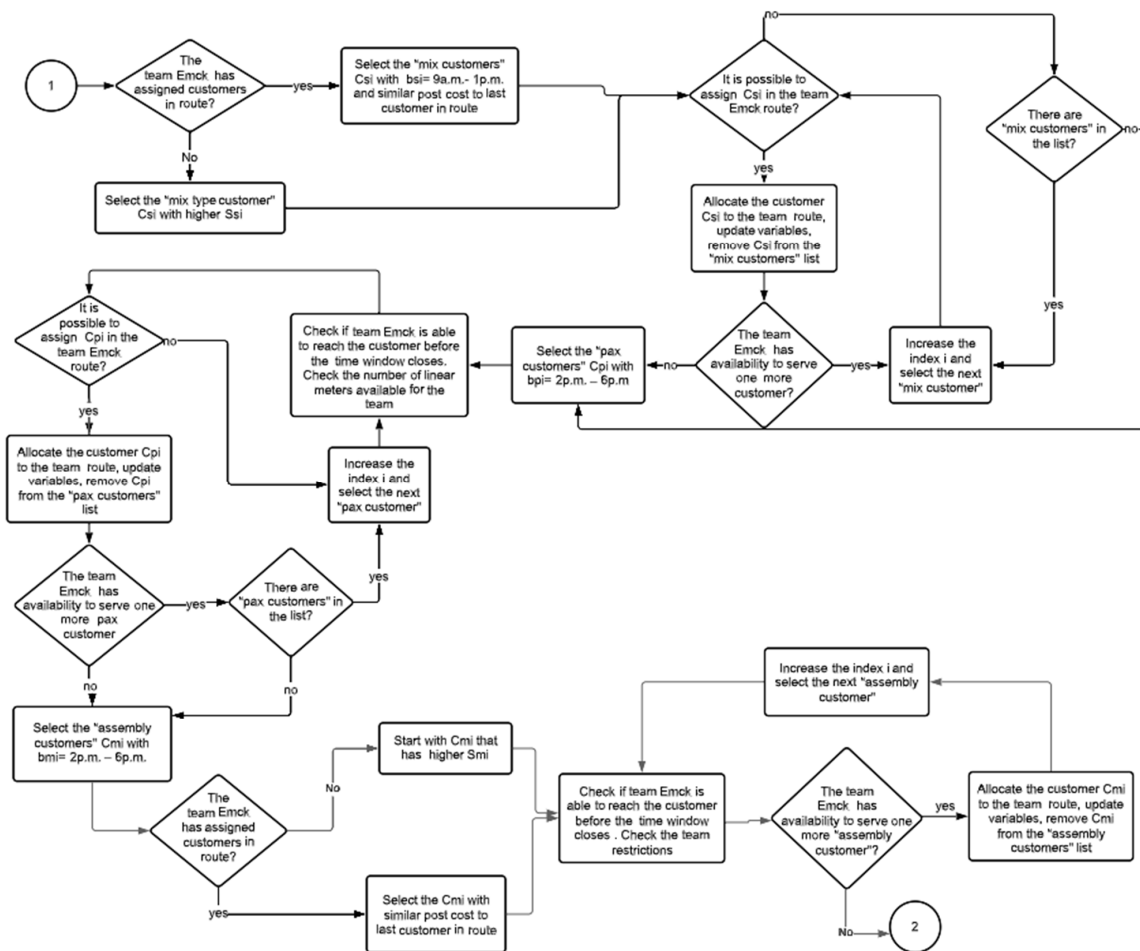 1
The
team Emck has
assigned customers
in route?
yes
No
Select the "mix customers"
Csi with bsi= 9a.m.- 1p.m.
and similar post cost to last
customer in route
Select the "mix type customer"
Csi with higher Ssi
It is possible to
assign Csi in the team
Emck route?
no
yes
There are
"mix customers" in
the list?
no
yes
Allocate the customer
Csi to the team route,
update variables,
remove Csi from the
"mix customers" list
The team
Emck has
availability to serve
one more
customer?
no
yes
Increase the
index i and
select the next
"mix customer"
Select the "pax
customers" Cpi with
bpi= 2p.m. – 6p.m
Check if team Emck is able
to reach the customer before
the time window closes.
Check the number of linear
meters available for the
team
It is
possible to
assign Cpi in the
team Emck
route?
no
yes
Allocate the customer Cpi
to the team route, update
variables, remove Cpi
from the "pax customers"
list
Increase the
index i and
select the next
"pax customer"
The team
Emck has
availability to serve one
more pax
customer
yes
no
There are
"pax customers" in
the list?
yes
no
Select the "assembly
customers" Cmi with
bmi= 2p.m. – 6p.m.
The
team Emck
has assigned
customers in
route?
No
yes
Start with Cmi that
has higher Smi
Select the Cmi with
similar post cost to
last customer in route
Check if team Emck is
able to reach the customer
before the time window
closes . Check the team
restrictions
Increase the index i and
select the next "assembly
customer"
The team
Emck has
availability to serve one
more "assembly
customer"?
yes
No
Allocate the customer Cmi
to the team route, update
variables, remove Cmi
from the "assembly
customers" list
2